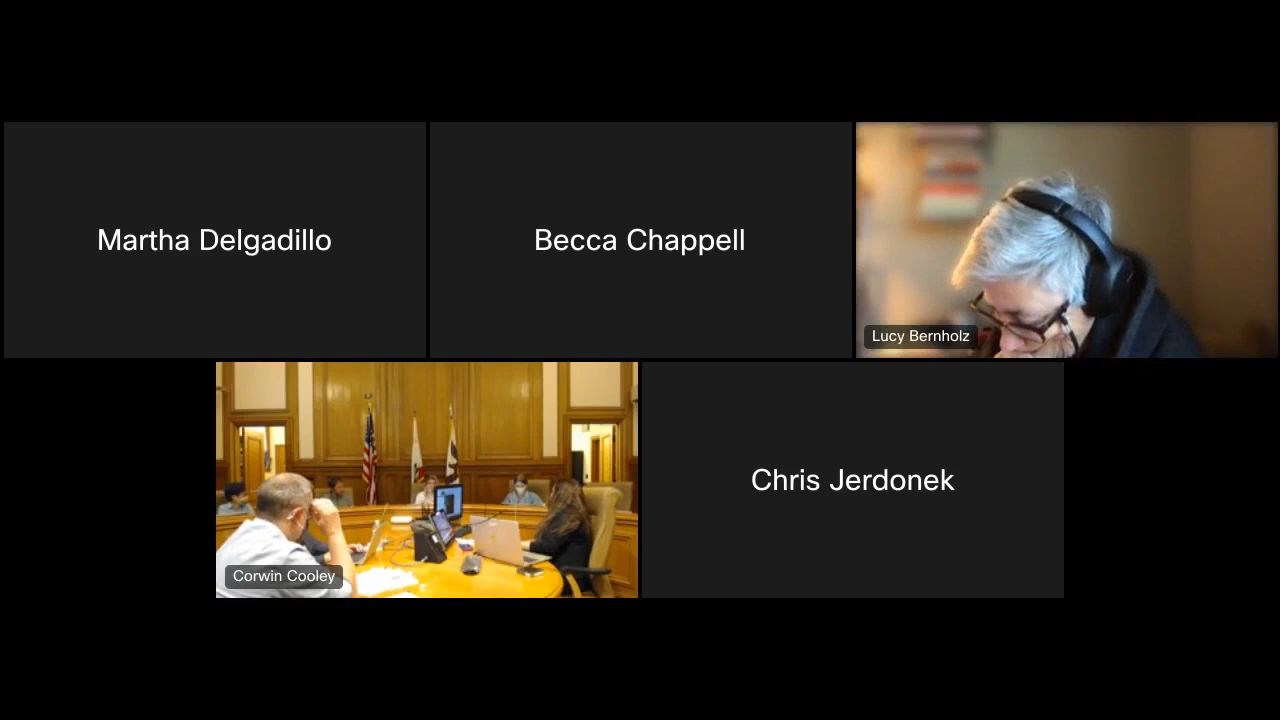 Martha Delgadillo
Becca Chappell
Lucy Bernholz
Corwin Cooley
Chris Jerdonek